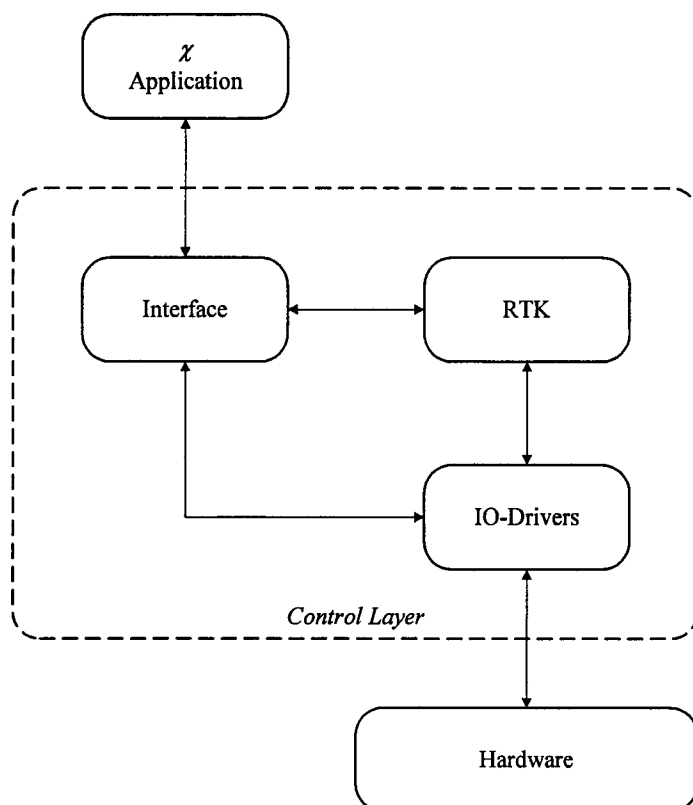 χ
Application
Interface
RTK
IO-Drivers
Control Layer
Hardware